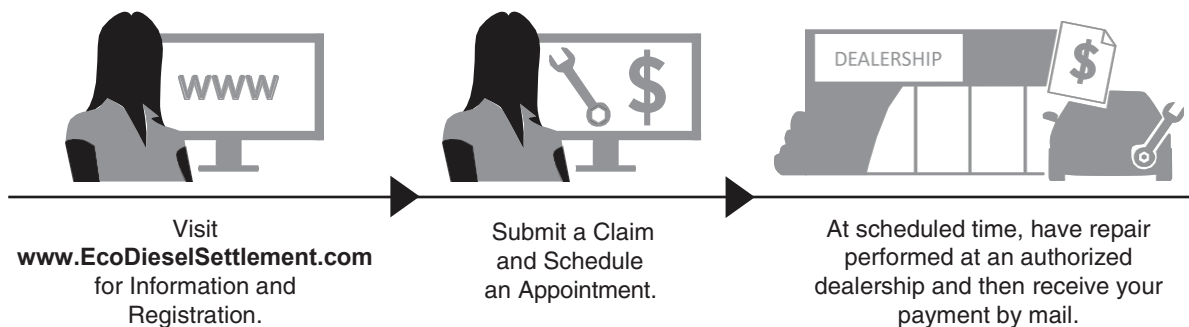 WWW
$
DEALERSHIP
$
Visit
www.EcoDieselSettlement.com
for Information and
Registration.
Submit a Claim
and Schedule
an Appointment.
At scheduled time, have repair
performed at an authorized
dealership and then receive your
payment by mail.